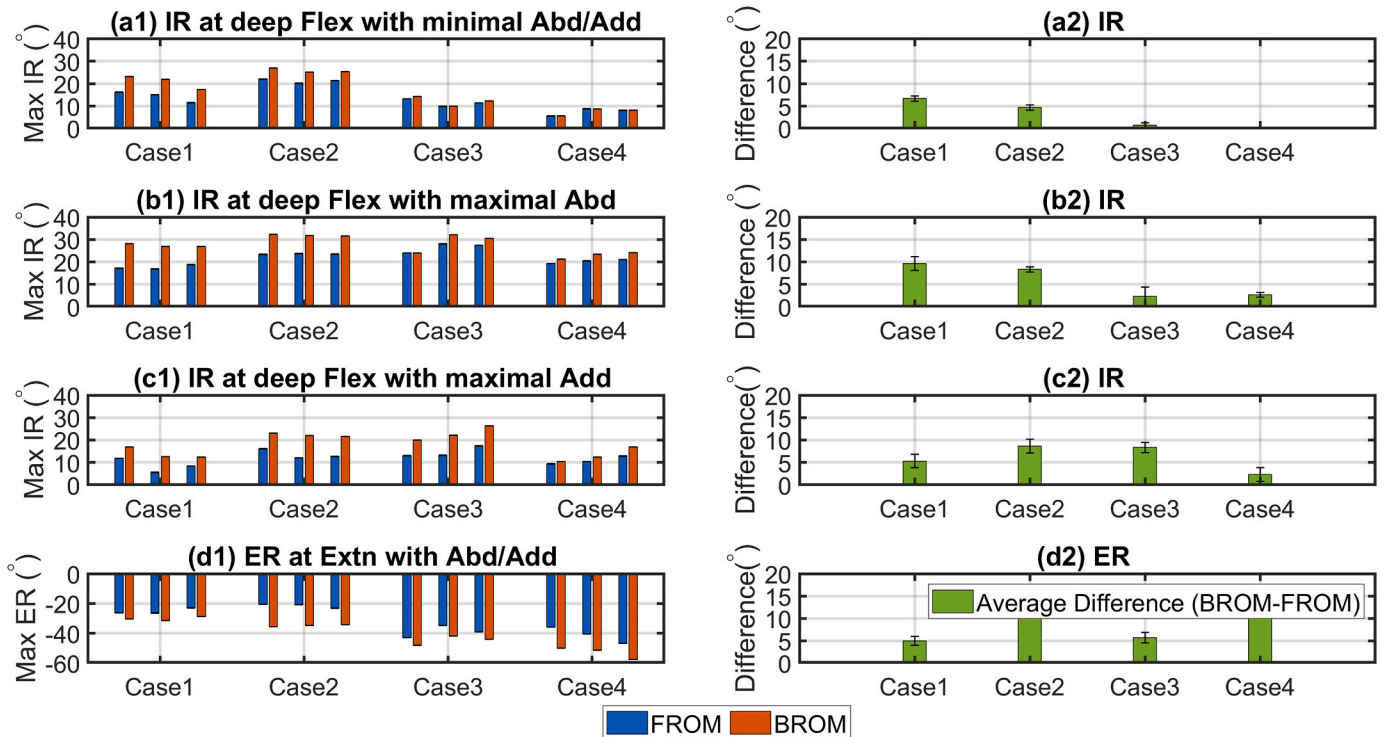 (a1) IR at deep Flex with minimal Abd/Add
Max IR (°)
40
30
20
10
0
Case1 Case2 Case3 Case4
(a2) IR
Difference (°)
20
15
10
5
0
Case1 Case2 Case3 Case4
(b1) IR at deep Flex with maximal Abd
Max IR (°)
40
30
20
10
0
Case1 Case2 Case3 Case4
(b2) IR
Difference (°)
20
15
10
5
0
Case1 Case2 Case3 Case4
(c1) IR at deep Flex with maximal Add
Max IR (°)
40
30
20
10
0
Case1 Case2 Case3 Case4
(c2) IR
Difference(°)
20
15
10
5
0
Case1 Case2 Case3 Case4
(d1) ER at Extn with Abd/Add
Max ER (°)
0
-20
-40
-60
Case1 Case2 Case3 Case4
(d2) ER
Difference(°)
20
15
10
5
0
Average Difference (BROM-FROM)
Case1 Case2 Case3 Case4
FROM BROM